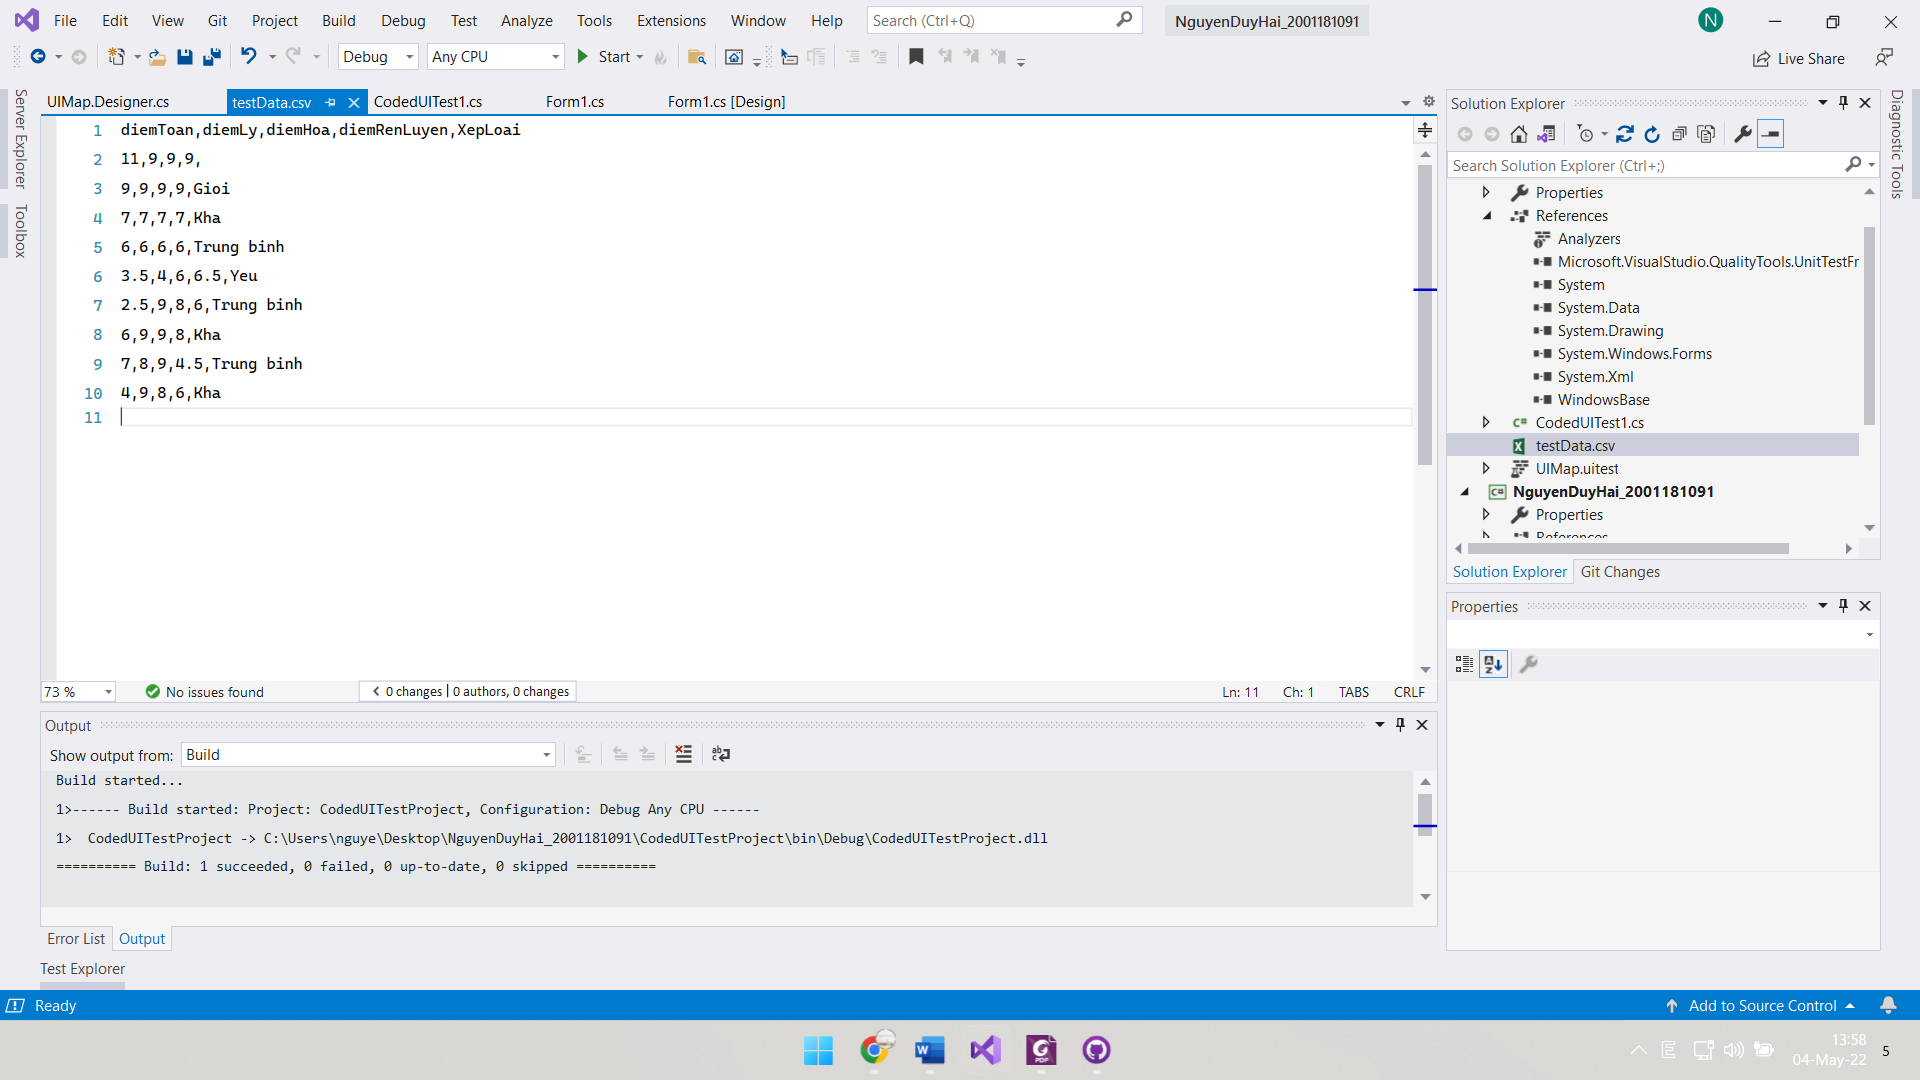 File Edit View Git Project Build Debug Test Analyze Tools Extensions Window Help Search (Ctrl+Q) NguyenDuyHai_2001181091 N
Debug Any CPU Start Live Share
Server Explorer
Toolbox
UIMap.Designer.cs testData.csv CodedUITest1.cs Form1.cs Form1.cs [Design]
1 diemToan,diemLy,diemHoa,diemRenLuyen,XepLoai
2 11,9,9,9,
3 9,9,9,9,Gioi
4 7,7,7,7,Kha
5 6,6,6,6,Trung binh
6 3.5,4,6,6.5,Yeu
7 2.5,9,8,6,Trung binh
8 6,9,9,8,Kha
9 7,8,9,4.5,Trung binh
10 4,9,8,6,Kha
11
73 % No issues found 0 changes | 0 authors, 0 changes Ln: 11 Ch: 1 TABS CRLF
Output
Show output from: Build
Build started...
1>------ Build started: Project: CodedUITestProject, Configuration: Debug Any CPU ------
1>  CodedUITestProject -> C:\Users\nguye\Desktop\NguyenDuyHai_2001181091\CodedUITestProject\bin\Debug\CodedUITestProject.dll
========== Build: 1 succeeded, 0 failed, 0 up-to-date, 0 skipped ==========
Error List Output
Test Explorer
Solution Explorer
Search Solution Explorer (Ctrl+;)
Properties
References
Analyzers
Microsoft.VisualStudio.QualityTools.UnitTestFr
System
System.Data
System.Drawing
System.Windows.Forms
System.Xml
WindowsBase
C# CodedUITest1.cs
testData.csv
UIMap.uitest
C# NguyenDuyHai_2001181091
Properties
References
Solution Explorer Git Changes
Properties
Diagnostic Tools
Ready Add to Source Control
13:58
04-May-22 5